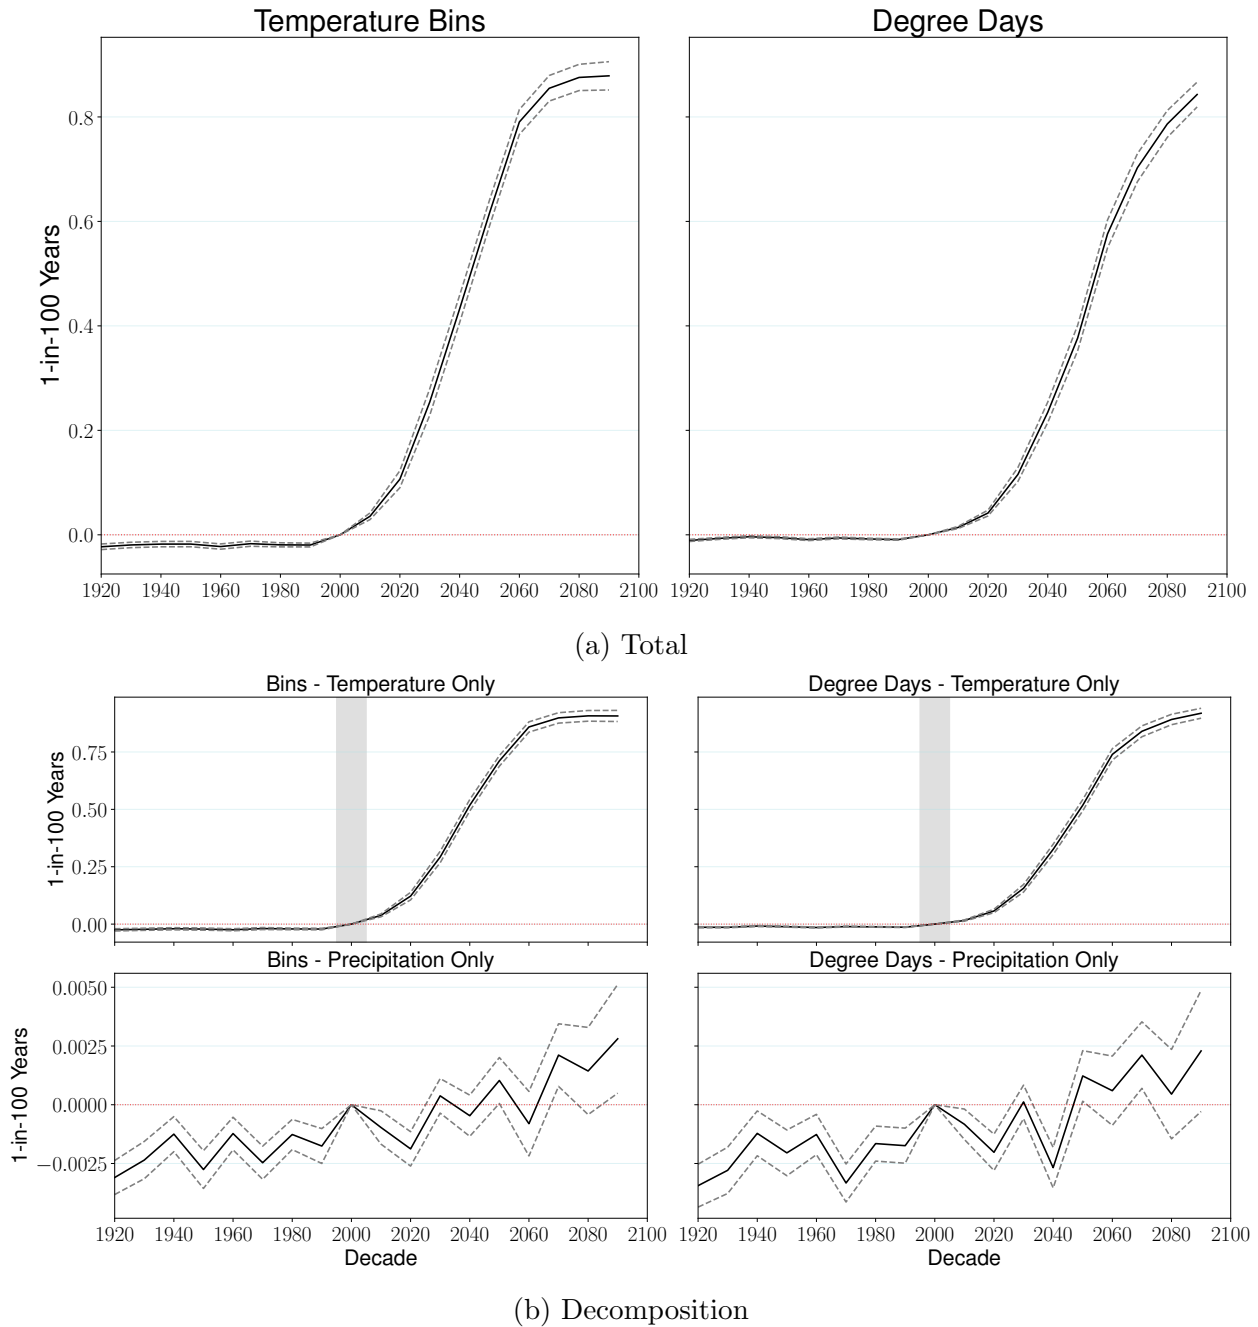 Temperature Bins
Degree Days
1-in-100 Years
0.8
0.6
0.4
0.2
0.0
1920 1940 1960 1980 2000 2020 2040 2060 2080 2100
1920 1940 1960 1980 2000 2020 2040 2060 2080 2100
(a) Total
Bins - Temperature Only
Degree Days - Temperature Only
1-in-100 Years
0.75
0.50
0.25
0.00
Bins - Precipitation Only
Degree Days - Precipitation Only
1-in-100 Years
0.0050
0.0025
0.0000
−0.0025
1920 1940 1960 1980 2000 2020 2040 2060 2080 2100
1920 1940 1960 1980 2000 2020 2040 2060 2080 2100
Decade
Decade
(b) Decomposition